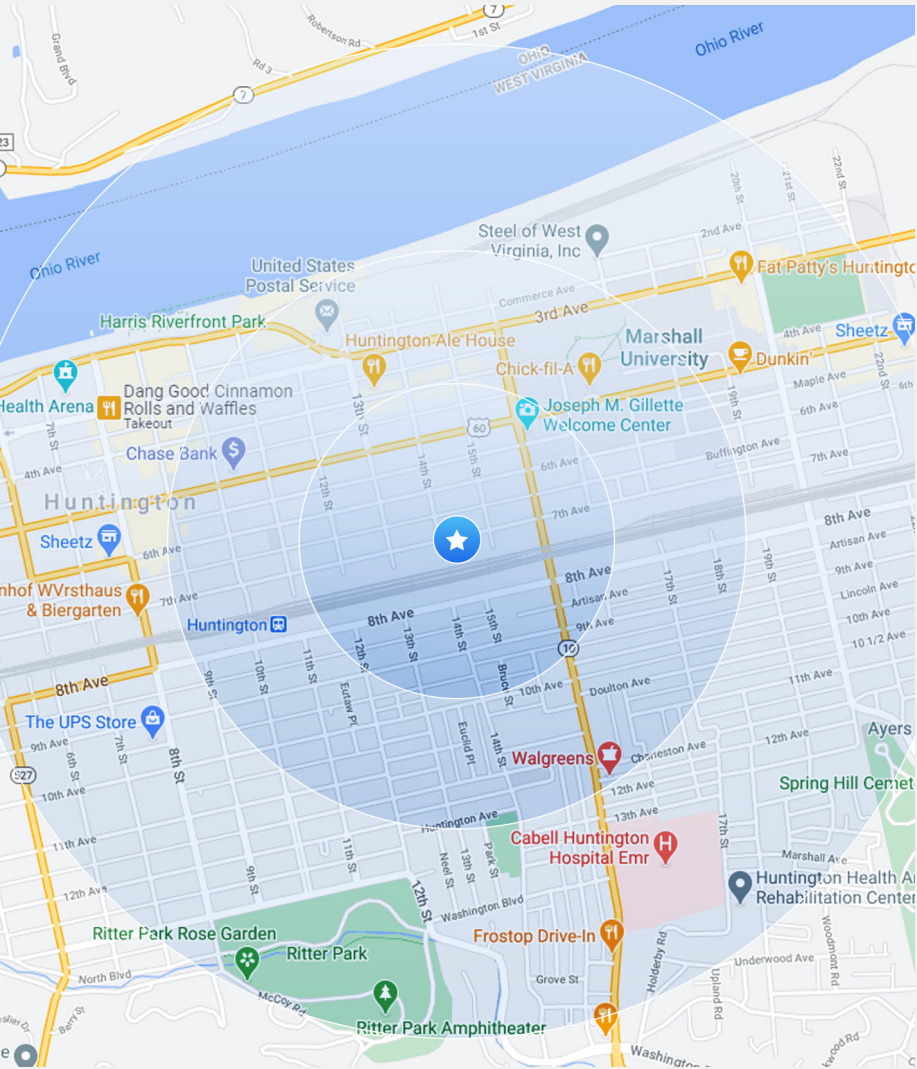 7
1st St
Robertson Rd
Grand Blvd
Rd 3
7
OHIO
WEST VIRGINIA
Ohio River
23
20th St
21st St
22nd St
2nd Ave
Steel of West
Virginia, Inc
Ohio River
United States
Postal Service
Fat Patty's Huntingto
Commerce Ave
3rd Ave
Harris Riverfront Park
Huntington Ale House
Marshall
University
4th Ave
Sheetz
Chick-fil-A
Dunkin'
22nd St
Health Arena
Dang Good Cinnamon
Rolls and Waffles
Takeout
Maple Ave
6th
19th St
13th St
Joseph M. Gillette
Welcome Center
6th Ave
7th St
60
Chase Bank
Buffington Ave
7th Ave
4th Ave
14th St
15th St
6th Ave
12th St
Huntington
7th Ave
8th Ave
Sheetz
6th Ave
Artisan Ave
nhof WVrsthaus
& Biergarten
7th Ave
8th Ave
17th St
18th St
19th St
9th Ave
Lincoln Ave
Artisan Ave
8th Ave
9th Ave
10th Ave
Huntington
12th St
13th St
14th St
15th St
10
10 1/2 Ave
8th Ave
9th St
10th St
11th St
Bruce St
10th Ave
Doulton Ave
11th Ave
Eutaw Pl
The UPS Store
9th Ave
6th St
7th St
8th St
Euclid Pl
14th St
Walgreens
Charleston Ave
12th Ave
Ayers
527
10th Ave
12th Ave
Spring Hill Cemet
13th Ave
Huntington Ave
11th Ave
11th St
Cabell Huntington
Hospital Emr
17th St
Marshall Ave
9th St
Neel St
13th St
Park St
12th St
12th Ave
Huntington Health A
Rehabilitation Center
Washington Blvd
Ritter Park Rose Garden
Ritter Park
Frostop Drive-In
Holderby Rd
Woodmont Rd
Underwood Ave
North Blvd
Grove St
Upland Rd
McCoy Rd
Berry St
Ritter Park Amphitheater
kwood Rd
Washington
e